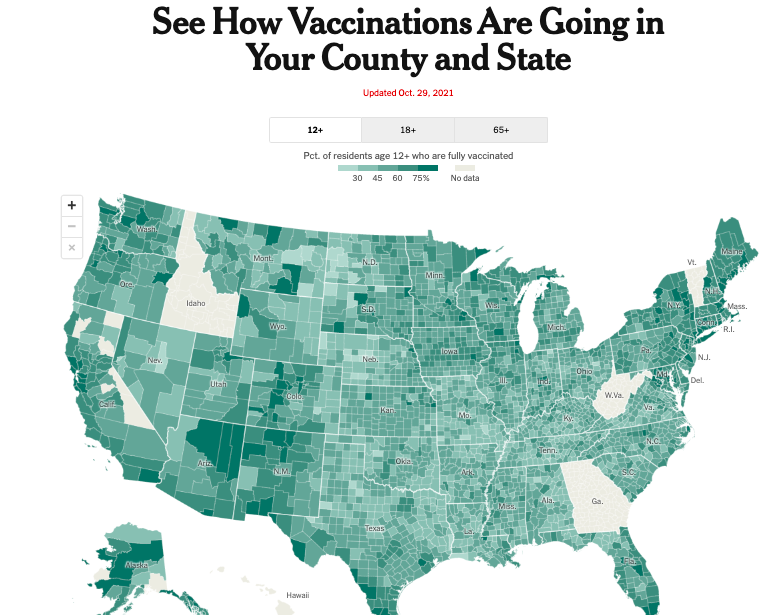 See How Vaccinations Are Going in
Your County and State
Updated Oct. 29, 2021
12+ 18+ 65+
Pct. of residents age 12+ who are fully vaccinated
30 45 60 75% No data
+
−
×
Wash.
Mont.
N.D.
Minn.
Vt.
Maine
Ore.
Idaho
S.D.
Wis.
Mich.
N.Y.
N.H.
Mass.
Wyo.
Conn.
R.I.
Nev.
Neb.
Iowa
Pa.
N.J.
Utah
Colo.
Ill.
Ind.
Ohio
Md.
Del.
Calif.
Kan.
Mo.
Ky.
W.Va.
Va.
Ariz.
N.M.
Okla.
Ark.
Tenn.
N.C.
S.C.
Texas
La.
Miss.
Ala.
Ga.
Fla.
Alaska
Hawaii